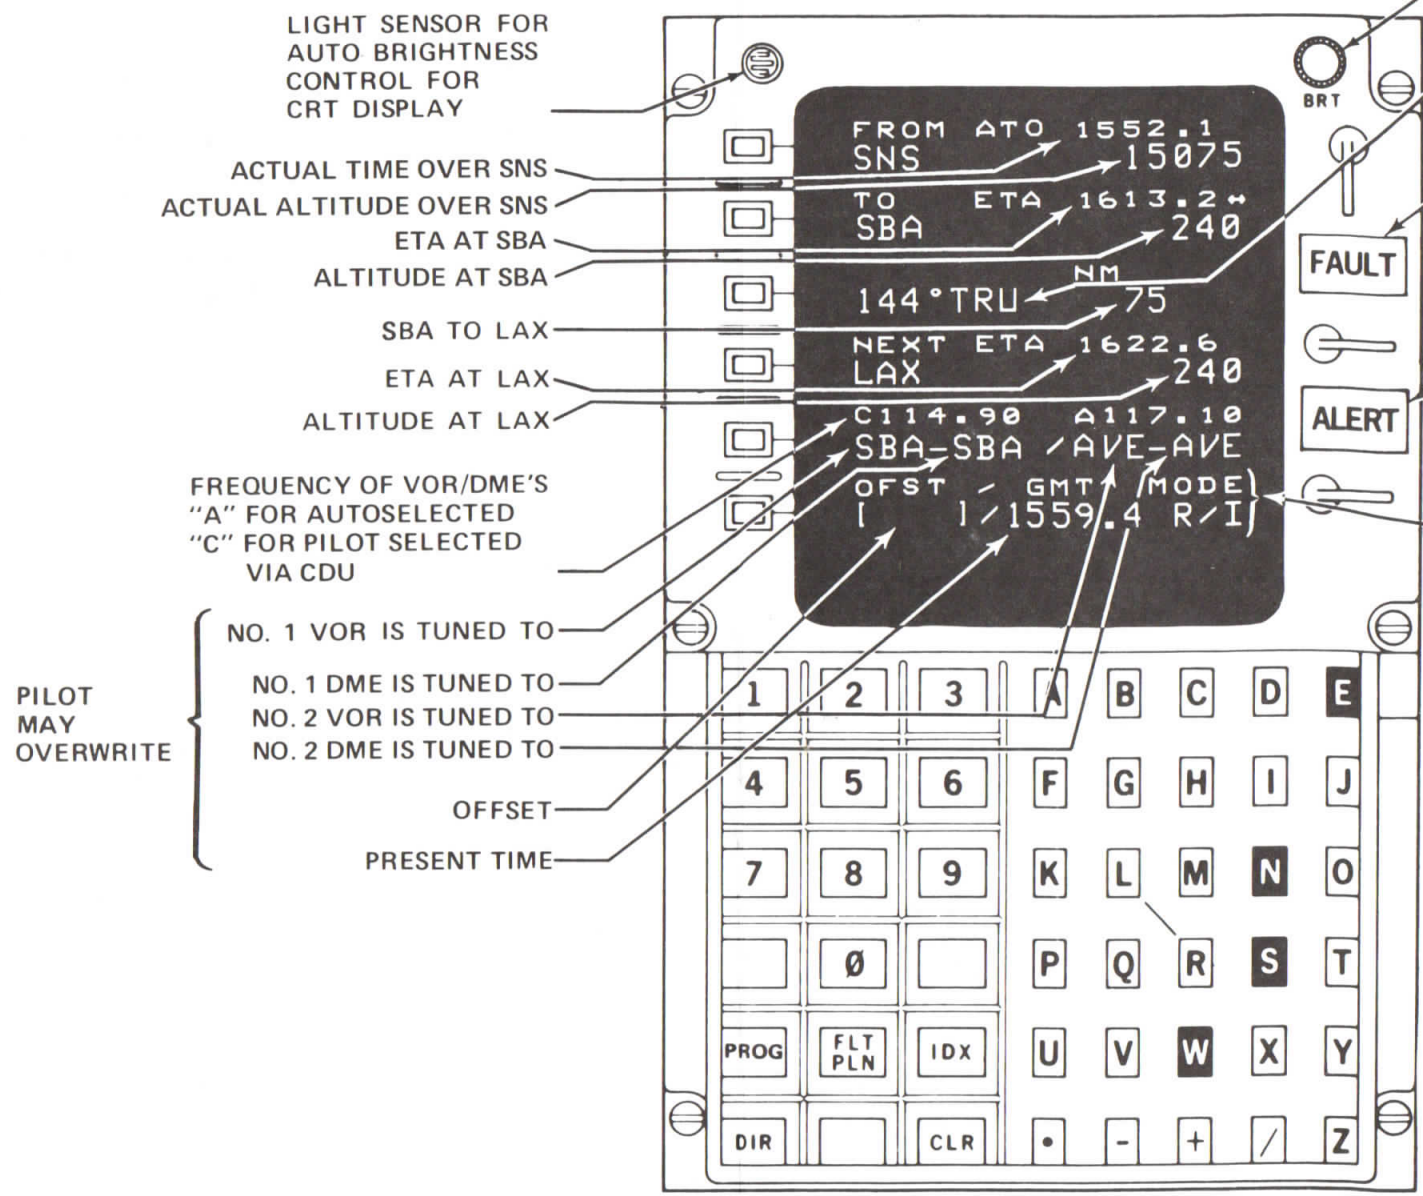 LIGHT SENSOR FOR
AUTO BRIGHTNESS
CONTROL FOR
CRT DISPLAY
ACTUAL TIME OVER SNS
ACTUAL ALTITUDE OVER SNS
ETA AT SBA
ALTITUDE AT SBA
SBA TO LAX
ETA AT LAX
ALTITUDE AT LAX
FREQUENCY OF VOR/DME'S
"A" FOR AUTOSELECTED
"C" FOR PILOT SELECTED
VIA CDU
PILOT
MAY
OVERWRITE
NO. 1 VOR IS TUNED TO
NO. 1 DME IS TUNED TO
NO. 2 VOR IS TUNED TO
NO. 2 DME IS TUNED TO
OFFSET
PRESENT TIME
BRT
FROM ATO 1552.1
SNS 15075
TO ETA 1613.2↔
SBA 240
NM
144°TRU 75
NEXT ETA 1622.6
LAX 240
C114.90 A117.10
SBA-SBA /AVE-AVE
OFST / GMT MODE
[ ]/1559.4 R/I
FAULT
ALERT
1 2 3 A B C D E
4 5 6 F G H I J
7 8 9 K L M N O
Ø P Q R S T
PROG FLT PLN IDX U V W X Y
DIR CLR • - + / Z